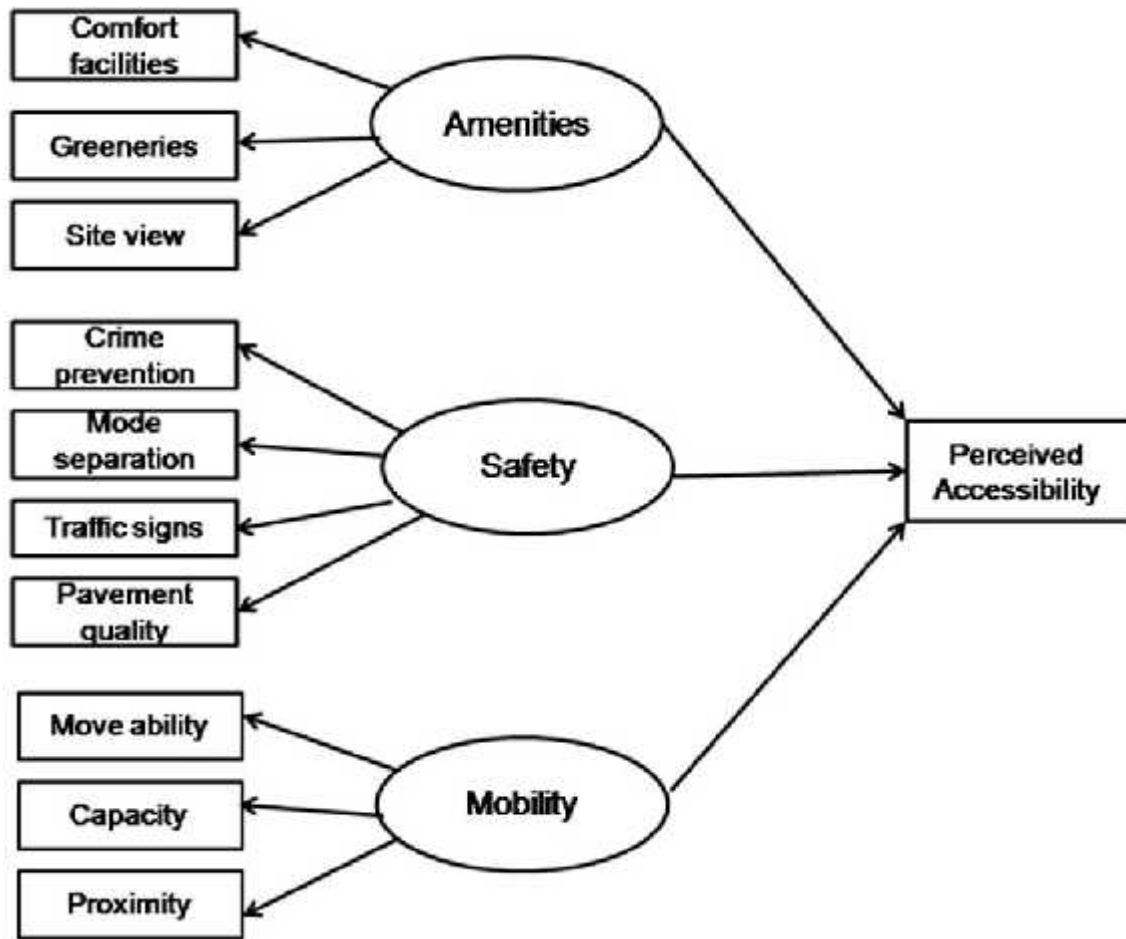 Comfort
facilities
Greeneries
Site view
Amenities
Crime
prevention
Mode
separation
Traffic signs
Pavement
quality
Safety
Perceived
Accessibility
Move ability
Capacity
Proximity
Mobility